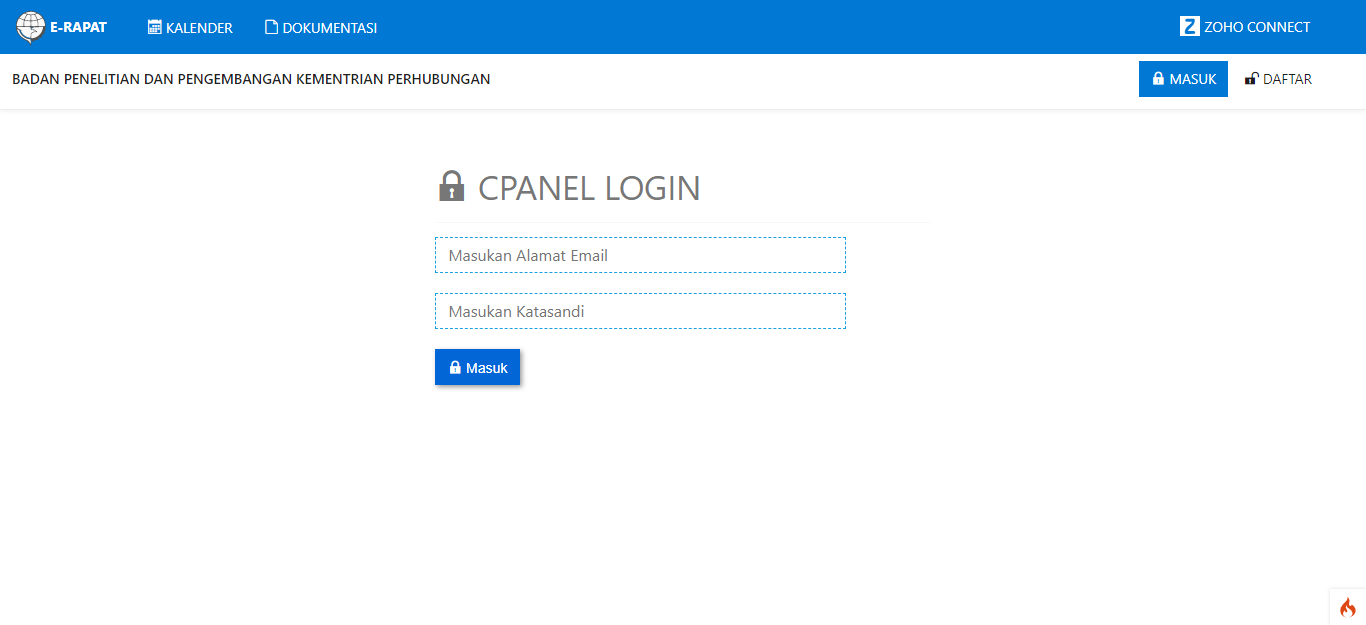 E-RAPAT KALENDER DOKUMENTASI Z ZOHO CONNECT
BADAN PENELITIAN DAN PENGEMBANGAN KEMENTRIAN PERHUBUNGAN MASUK DAFTAR
CPANEL LOGIN
Masukan Alamat Email
Masukan Katasandi
Masuk